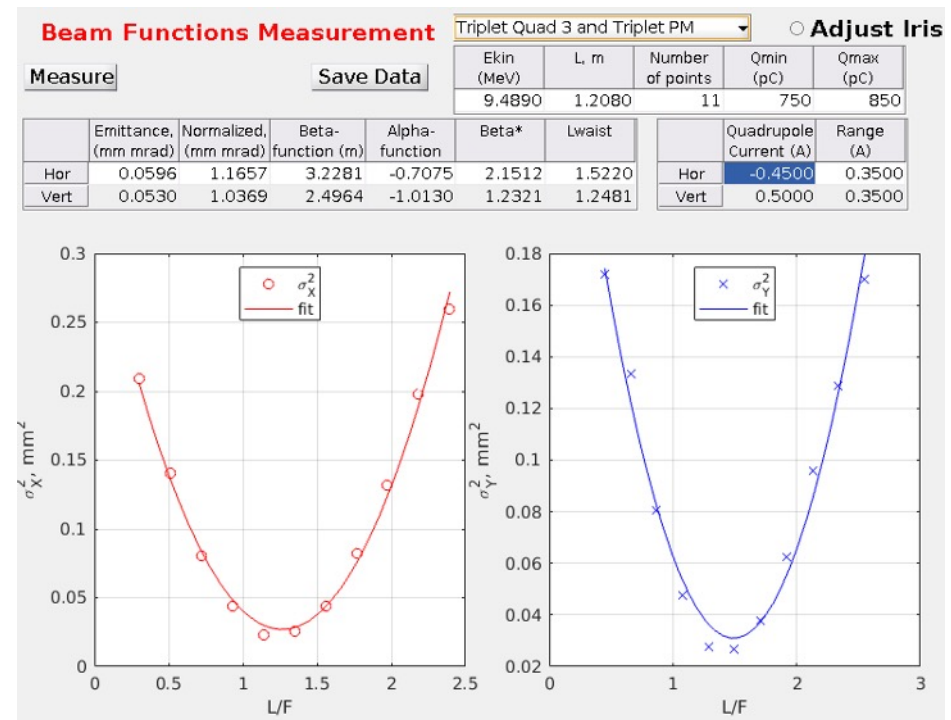 Beam Functions Measurement
Triplet Quad 3 and Triplet PM
Adjust Iris
Measure
Save Data
Ekin (MeV) L, m Number of points Qmin (pC) Qmax (pC)
9.4890 1.2080 11 750 850
Emittance, (mm mrad) Normalized, (mm mrad) Beta-function (m) Alpha-function Beta* Lwaist
Hor 0.0596 1.1657 3.2281 -0.7075 2.1512 1.5220
Vert 0.0530 1.0369 2.4964 -1.0130 1.2321 1.2481
Quadrupole Current (A) Range (A)
Hor -0.4500 0.3500
Vert 0.5000 0.3500
σ²X
fit
0.3
0.25
0.2
0.15
0.1
0.05
0
σ²X, mm²
0 0.5 1 1.5 2 2.5
L/F
σ²Y
fit
0.18
0.16
0.14
0.12
0.1
0.08
0.06
0.04
0.02
σ²Y, mm²
0 1 2 3
L/F